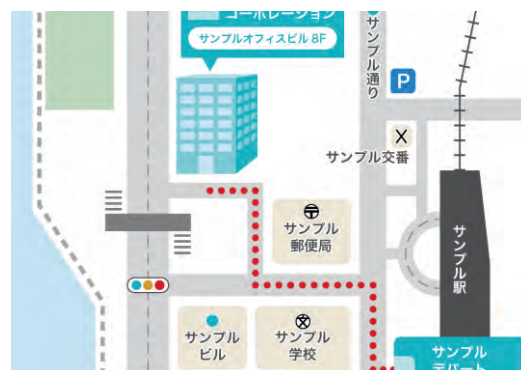 コーポレーション
サンプルオフィスビル 8F
サンプル通り
P
X
サンプル交番
サンプル
郵便局
サンプル駅
サンプル
ビル
文
サンプル
学校
サンプル
デパート